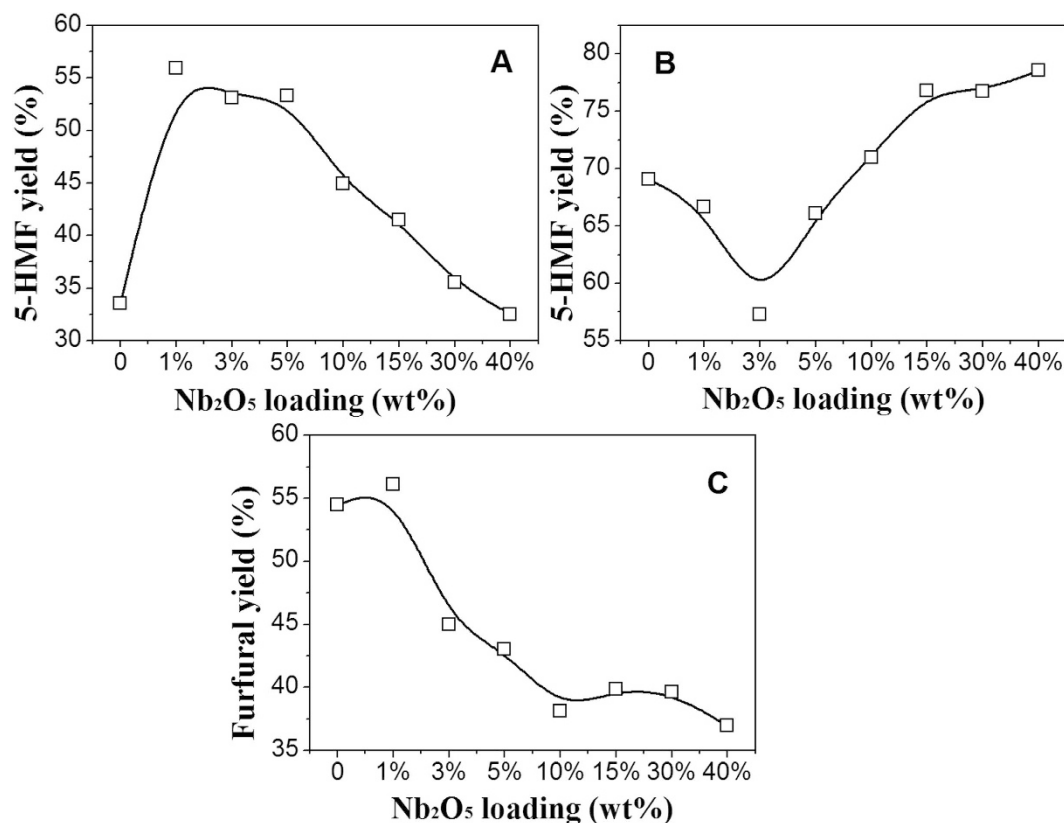 A
5-HMF yield (%)
60
55
50
45
40
35
30
0 1% 3% 5% 10% 15% 30% 40%
Nb₂O₅ loading (wt%)
B
5-HMF yield (%)
80
75
70
65
60
55
0 1% 3% 5% 10% 15% 30% 40%
Nb₂O₅ loading (wt%)
C
Furfural yield (%)
60
55
50
45
40
35
0 1% 3% 5% 10% 15% 30% 40%
Nb₂O₅ loading (wt%)